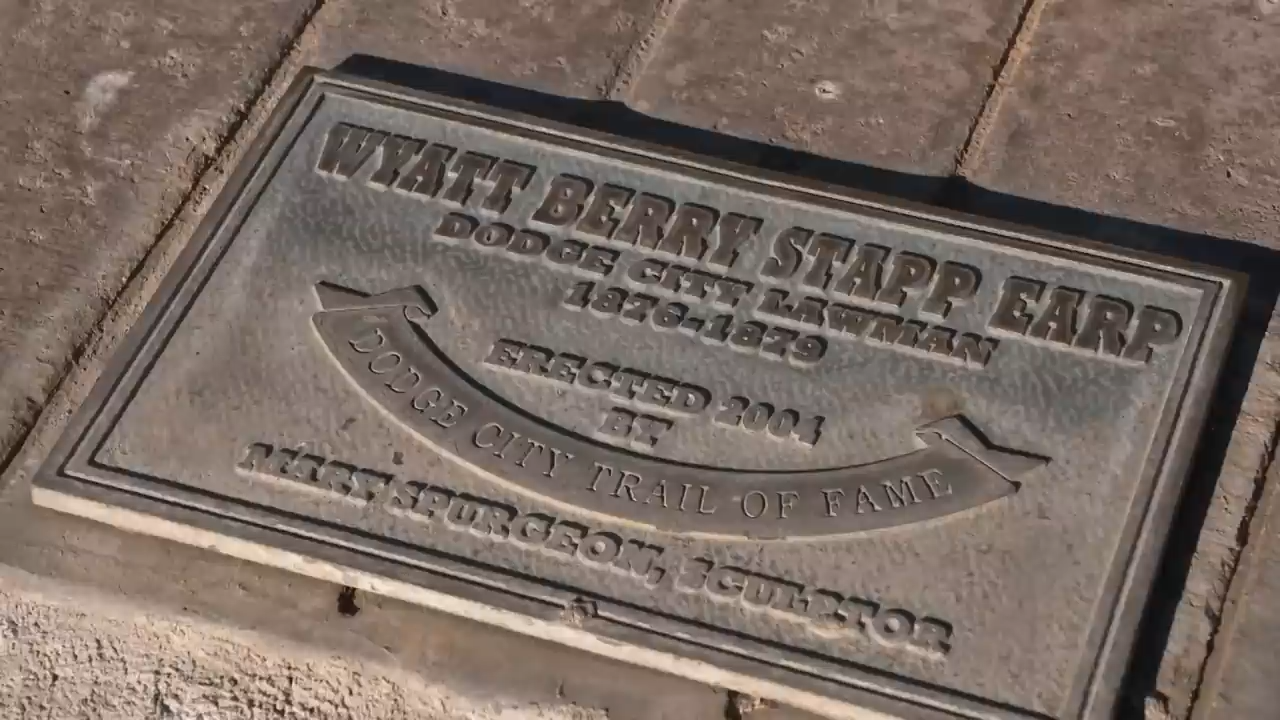 WYATT BERRY STAPP EARP
DODGE CITY LAWMAN
1876-1879
ERECTED 2004
BY
DODGE CITY TRAIL OF FAME
MARY SPURGEON, SCULPTOR